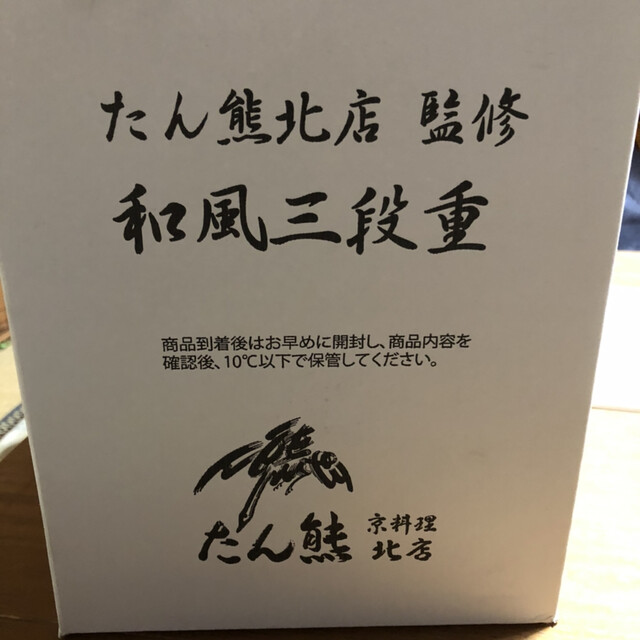 たん熊北店 監修
和風三段重
商品到着後はお早めに開封し、商品内容を
確認後、10℃以下で保管してください。
たん熊 京料理
北店